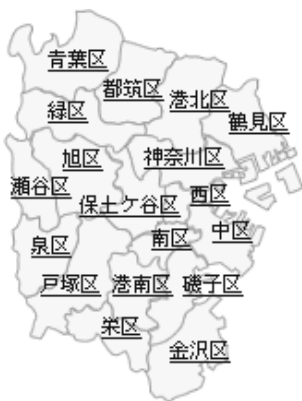 青葉区
都筑区
港北区
緑区
鶴見区
旭区
神奈川区
瀬谷区
西区
保土ケ谷区
中区
南区
泉区
戸塚区
港南区
磯子区
栄区
金沢区